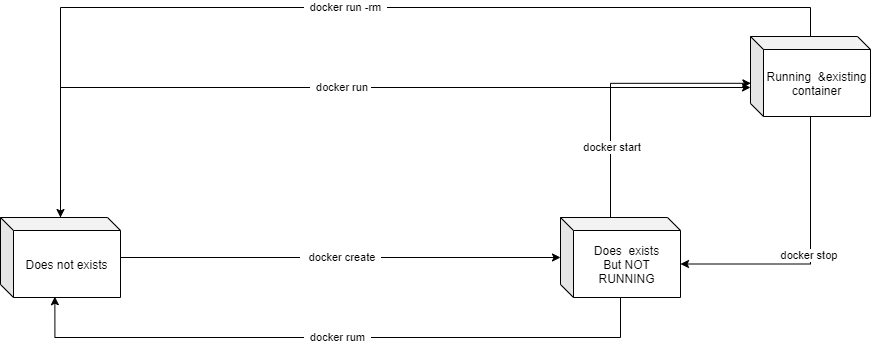 docker run -rm
Running &existing
container
docker run
docker start
Does not exists
docker create
Does exists
But NOT
RUNNING
docker stop
docker rum